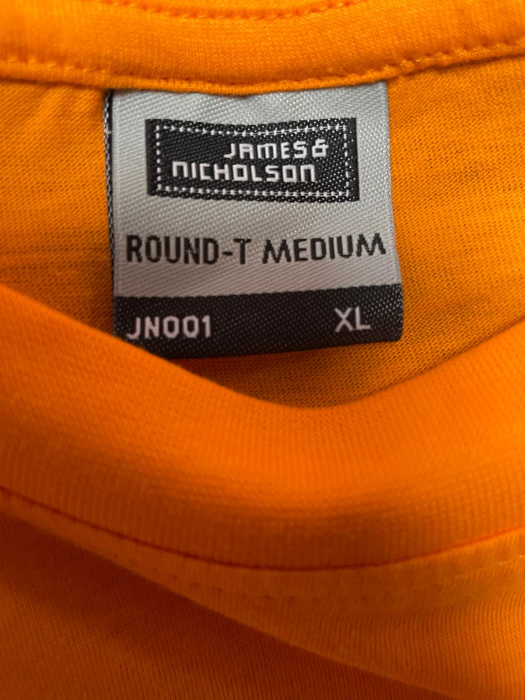 JAMES&
NICHOLSON
ROUND-T MEDIUM
JN001 XL